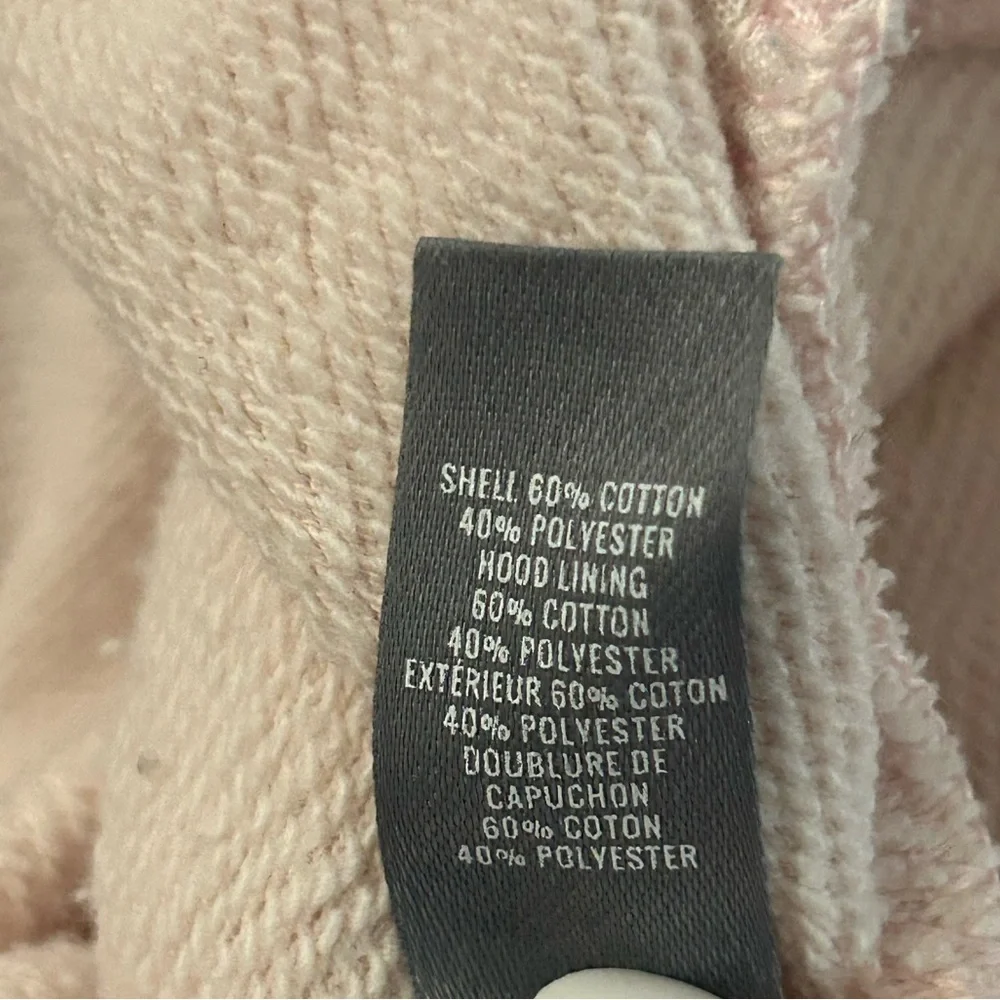 SHELL 60% COTTON
40% POLYESTER
HOOD LINING
60% COTTON
40% POLYESTER
EXTÉRIEUR 60% COTON
40% POLYESTER
DOUBLURE DE
CAPUCHON
60% COTON
40% POLYESTER